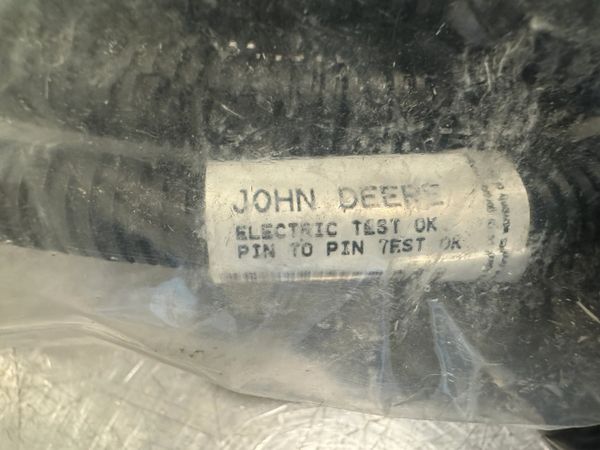 JOHN DEERE
ELECTRIC TEST OK
PIN TO PIN TEST OK